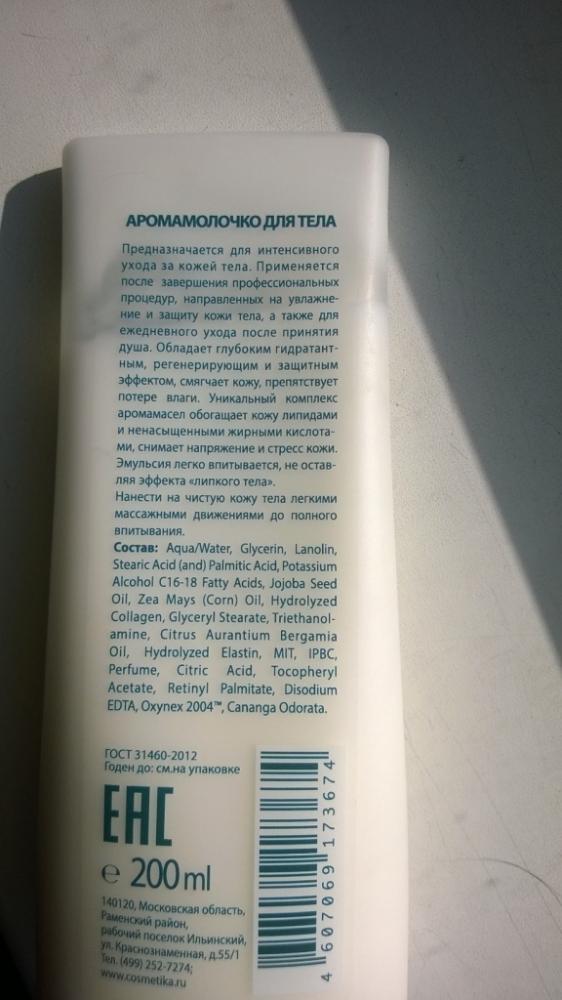 АРОМАМОЛОЧКО ДЛЯ ТЕЛА
Предназначается для интенсивного
ухода за кожей тела. Применяется
после завершения профессиональных
процедур, направленных на увлажне-
ние и защиту кожи тела, а также для
ежедневного ухода после принятия
душа. Обладает глубоким гидратант-
ным, регенерирующим и защитным
эффектом, смягчает кожу, препятствует
потере влаги. Уникальный комплекс
аромамасел обогащает кожу липидами
и ненасыщенными жирными кислота-
ми, снимает напряжение и стресс кожи.
Эмульсия легко впитывается, не остав-
ляя эффекта «липкого тела».
Нанести на чистую кожу тела легкими
массажными движениями до полного
впитывания.
Состав: Aqua/Water, Glycerin, Lanolin,
Stearic Acid (and) Palmitic Acid, Potassium
Alcohol C16-18 Fatty Acids, Jojoba Seed
Oil, Zea Mays (Corn) Oil, Hydrolyzed
Collagen, Glyceryl Stearate, Triethanol-
amine, Citrus Aurantium Bergamia
Oil, Hydrolyzed Elastin, MIT, IPBC,
Perfume, Citric Acid, Tocopheryl
Acetate, Retinyl Palmitate, Disodium
EDTA, Oxynex 2004™, Cananga Odorata.
ГОСТ 31460-2012
Годен до: см.на упаковке
EAC
e 200 ml
140120, Московская область,
Раменский район,
рабочий поселок Ильинский,
ул. Краснознаменная, д.55/1
Тел. (499) 252-7274;
www.cosmetika.ru
4 607069 173674